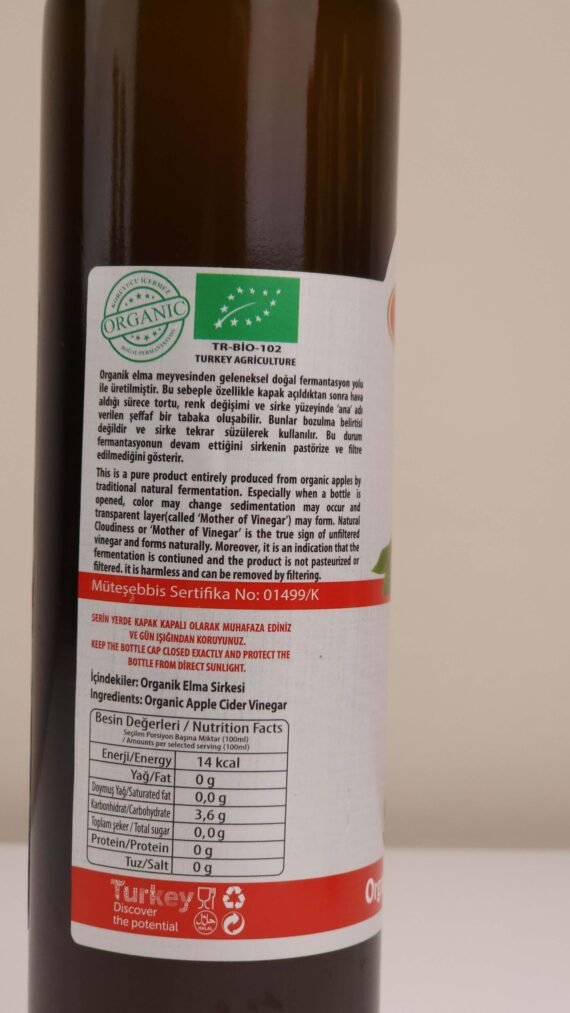 KORUYUCU İÇERMEZ
ORGANIC
DOĞAL FERMANTASYON
TR-BİO-102
TURKEY AGRICULTURE
Organik elma meyvesinden geleneksel doğal fermantasyon yolu
ile üretilmiştir. Bu sebeple özellikle kapak açıldıktan sonra hava
aldığı sürece tortu, renk değişimi ve sirke yüzeyinde 'ana' adı
verilen şeffaf bir tabaka oluşabilir. Bunlar bozulma belirtisi
değildir ve sirke tekrar süzülerek kullanılır. Bu durum
fermantasyonun devam ettiğini sirkenin pastörize ve filtre
edilmediğini gösterir.
This is a pure product entirely produced from organic apples by
traditional natural fermentation. Especially when a bottle is
opened, color may change sedimentation may occur and
transparent layer(called 'Mother of Vinegar') may form. Natural
Cloudiness or 'Mother of Vinegar' is the true sign of unfiltered
vinegar and forms naturally. Moreover, it is an indication that the
fermentation is contiuned and the product is not pasteurized or
filtered. it is harmless and can be removed by filtering.
Müteşebbis Sertifika No: 01499/K
SERİN YERDE KAPAK KAPALI OLARAK MUHAFAZA EDİNİZ
VE GÜN IŞIĞINDAN KORUYUNUZ.
KEEP THE BOTTLE CAP CLOSED EXACTLY AND PROTECT THE
BOTTLE FROM DIRECT SUNLIGHT.
İçindekiler: Organik Elma Sirkesi
Ingredients: Organic Apple Cider Vinegar
Besin Değerleri / Nutrition Facts
Seçilen Porsiyon Başına Miktar (100ml)
/ Amounts per selected serving (100ml)
Enerji/Energy 14 kcal
Yağ/Fat 0 g
Doymuş Yağ/Saturated fat 0,0 g
Karbonhidrat/Carbohydrate 3,6 g
Toplam şeker / Total sugar 0,0 g
Protein/Protein 0 g
Tuz/Salt 0 g
Turkey
Discover
the potential
HALAL